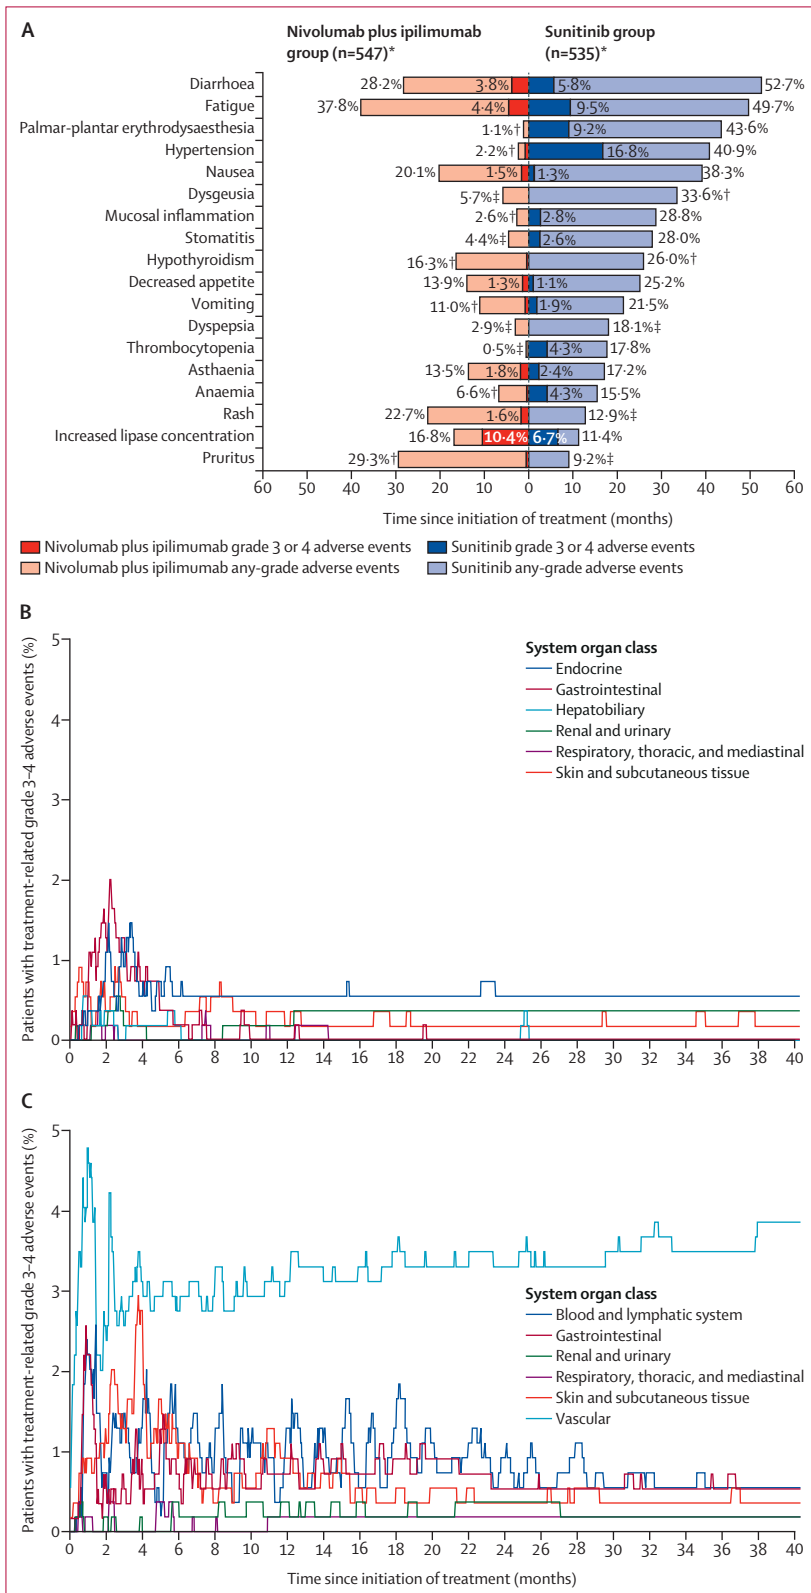 A
Nivolumab plus ipilimumab group (n=547)*
Sunitinib group (n=535)*
Diarrhoea 28·2% 3·8% 5·8% 52·7%
Fatigue 37·8% 4·4% 9·5% 49·7%
Palmar-plantar erythrodysaesthesia 1·1%† 9·2% 43·6%
Hypertension 2·2%† 16·8% 40·9%
Nausea 20·1% 1·5% 1·3% 38·3%
Dysgeusia 5·7%‡ 33·6%†
Mucosal inflammation 2·6%† 2·8% 28·8%
Stomatitis 4·4%‡ 2·6% 28·0%
Hypothyroidism 16·3%† 26·0%†
Decreased appetite 13·9% 1·3% 1·1% 25·2%
Vomiting 11·0%† 1·9% 21·5%
Dyspepsia 2·9%‡ 18·1%‡
Thrombocytopenia 0·5%‡ 4·3% 17·8%
Asthaenia 13·5% 1·8% 2·4% 17·2%
Anaemia 6·6%† 4·3% 15·5%
Rash 22·7% 1·6% 12·9%‡
Increased lipase concentration 16·8% 10·4% 6·7% 11·4%
Pruritus 29·3%† 9·2%‡
60 50 40 30 20 10 0 10 20 30 40 50 60
Time since initiation of treatment (months)
Nivolumab plus ipilimumab grade 3 or 4 adverse events
Sunitinib grade 3 or 4 adverse events
Nivolumab plus ipilimumab any-grade adverse events
Sunitinib any-grade adverse events
B
Patients with treatment-related grade 3–4 adverse events (%)
5
4
3
2
1
0
System organ class
Endocrine
Gastrointestinal
Hepatobiliary
Renal and urinary
Respiratory, thoracic, and mediastinal
Skin and subcutaneous tissue
0 2 4 6 8 10 12 14 16 18 20 22 24 26 28 30 32 34 36 38 40
C
Patients with treatment-related grade 3–4 adverse events (%)
5
4
3
2
1
0
System organ class
Blood and lymphatic system
Gastrointestinal
Renal and urinary
Respiratory, thoracic, and mediastinal
Skin and subcutaneous tissue
Vascular
0 2 4 6 8 10 12 14 16 18 20 22 24 26 28 30 32 34 36 38 40
Time since initiation of treatment (months)